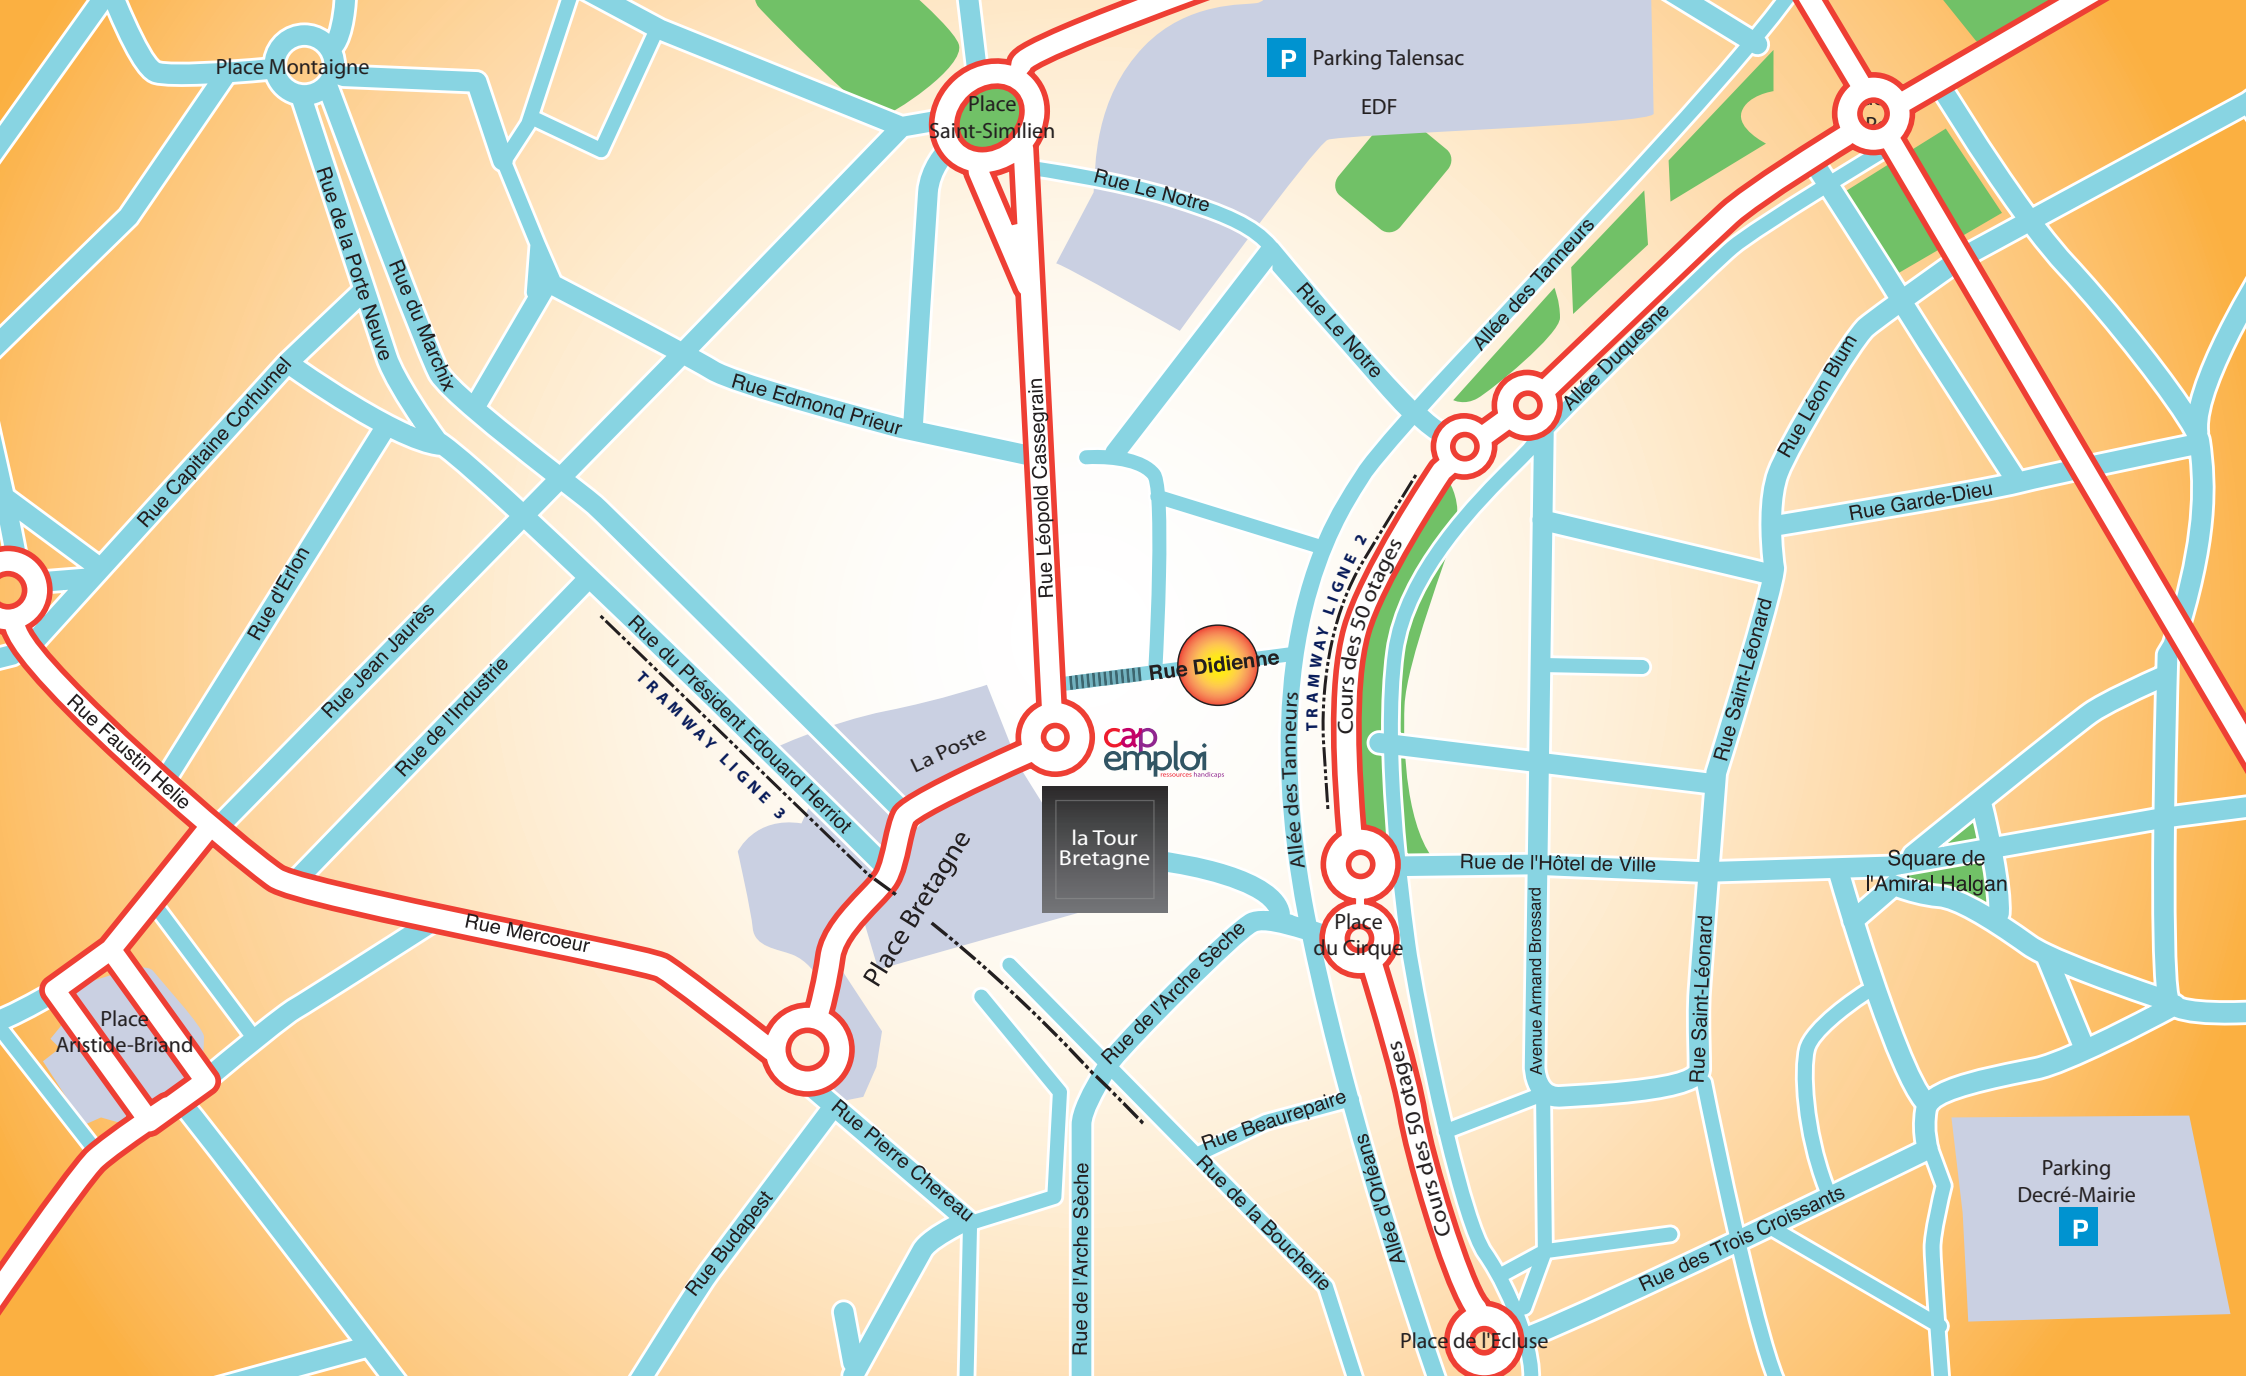 Place Montaigne
Place
Saint-Similien
P
Parking Talensac
EDF
Rue de la Porte Neuve
Rue du Marchix
Rue Le Notre
Rue Le Notre
Allée des Tanneurs
Allée Duquesne
Rue Léon Blum
Rue Capitaine Corhumel
Rue Edmond Prieur
Rue Léopold Cassegrain
Rue Garde-Dieu
Rue d'Erlon
Rue Jean Jaurès
Rue de l'Industrie
Rue du Président Edouard Herriot
TRAMWAY LIGNE 3
TRAMWAY LIGNE 2
Cours des 50 otages
Rue Didienne
Rue Saint-Léonard
Rue Faustin Helie
La Poste
cap
emploi
ressources handicaps
Allée des Tanneurs
la Tour
Bretagne
Place Bretagne
Rue de l'Hôtel de Ville
Square de
l'Amiral Halgan
Rue Mercoeur
Place
du Cirque
Rue de l'Arche Sèche
Avenue Armand Brossard
Rue Saint-Léonard
Place
Aristide-Briand
Rue Pierre Chereau
Rue Beaurepaire
Cours des 50 otages
Allée d'Orléans
Rue de la Boucherie
Rue de l'Arche Sèche
Rue Budapest
Rue des Trois Croissants
Parking
Decré-Mairie
P
Place de l'Ecluse